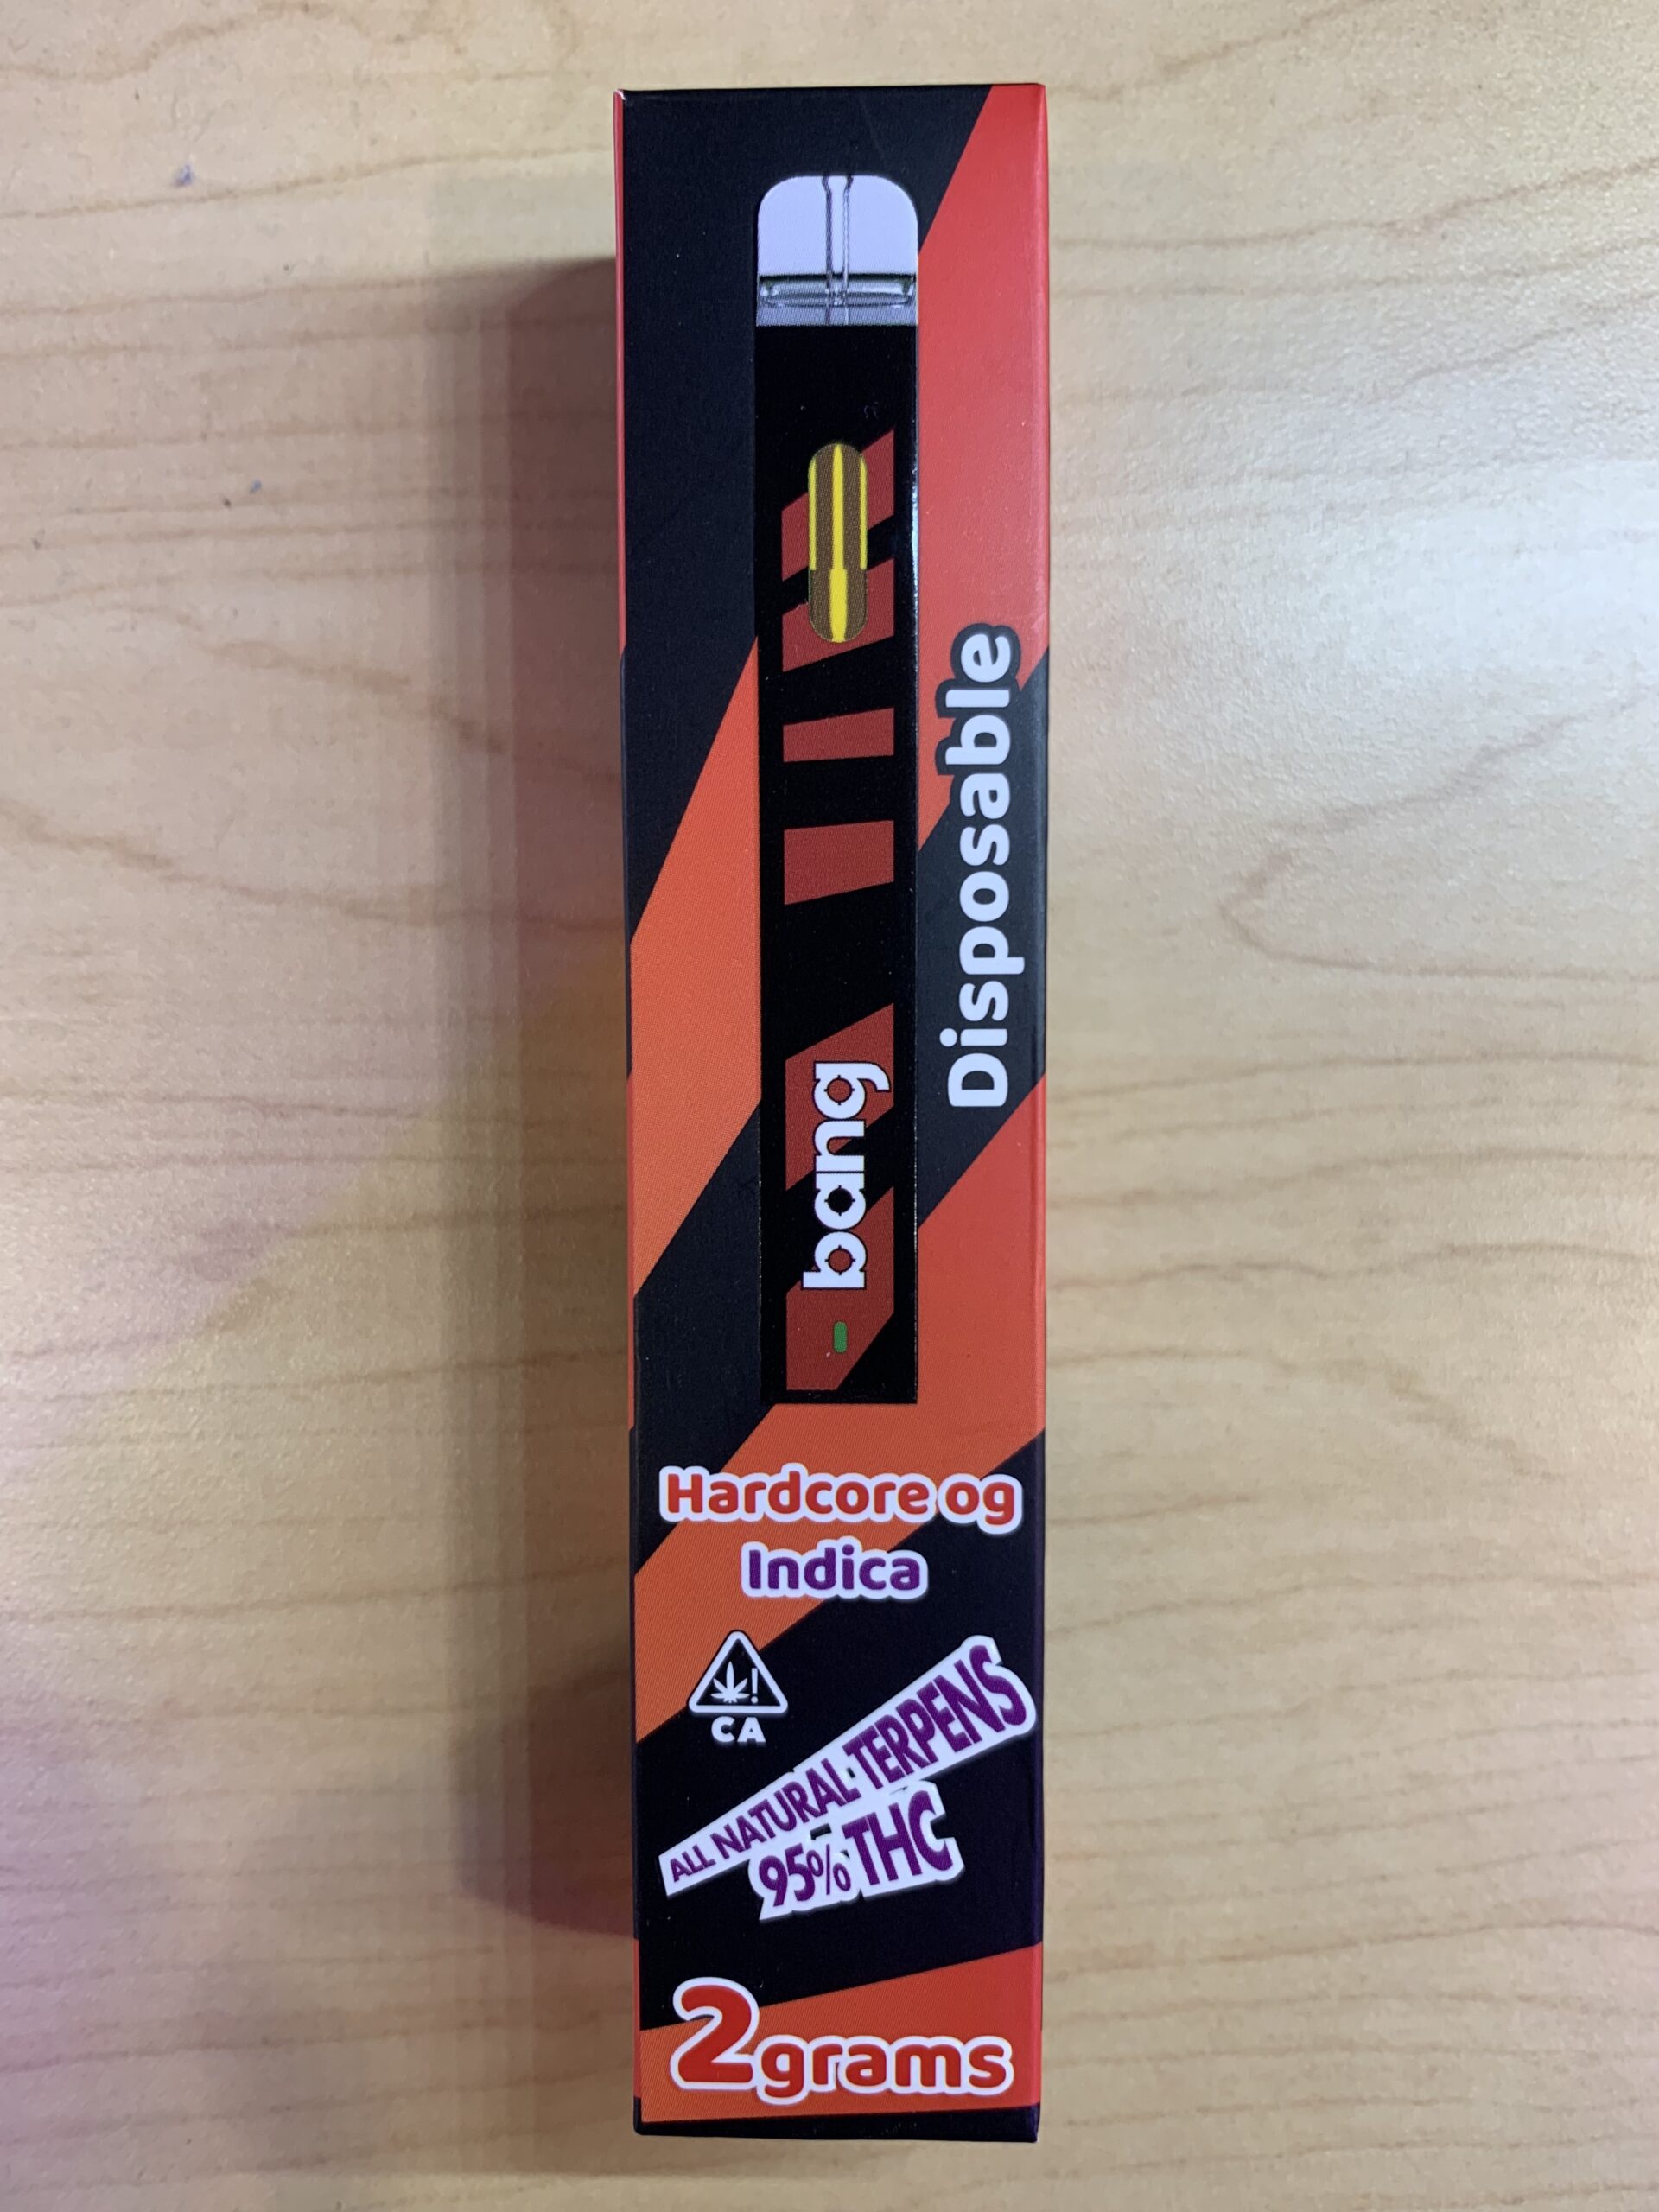 Disposable
bang
Hardcore og
Indica
CA
ALL NATURAL TERPENS
95% THC
2grams